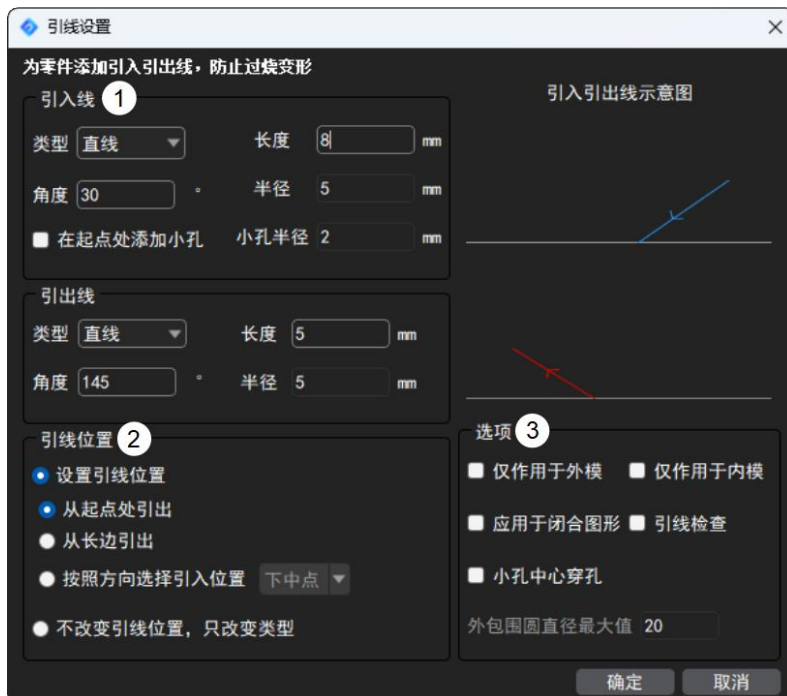 引线设置
为零件添加引入引出线，防止过烧变形
引入线 1
类型 直线 长度 8 mm
角度 30 ° 半径 5 mm
在起点处添加小孔 小孔半径 2 mm
引出线
类型 直线 长度 5 mm
角度 145 ° 半径 5 mm
引线位置 2
设置引线位置
从起点处引出
从长边引出
按照方向选择引入位置 下中点
不改变引线位置，只改变类型
引入引出线示意图
选项 3
仅作用于外模 仅作用于内模
应用于闭合图形 引线检查
小孔中心穿孔
外包围圆直径最大值 20
确定 取消